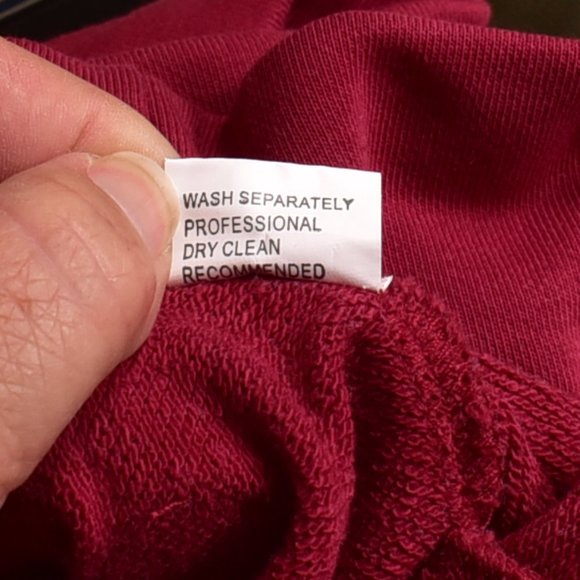 WASH SEPARATELY
PROFESSIONAL
DRY CLEAN
RECOMMENDED